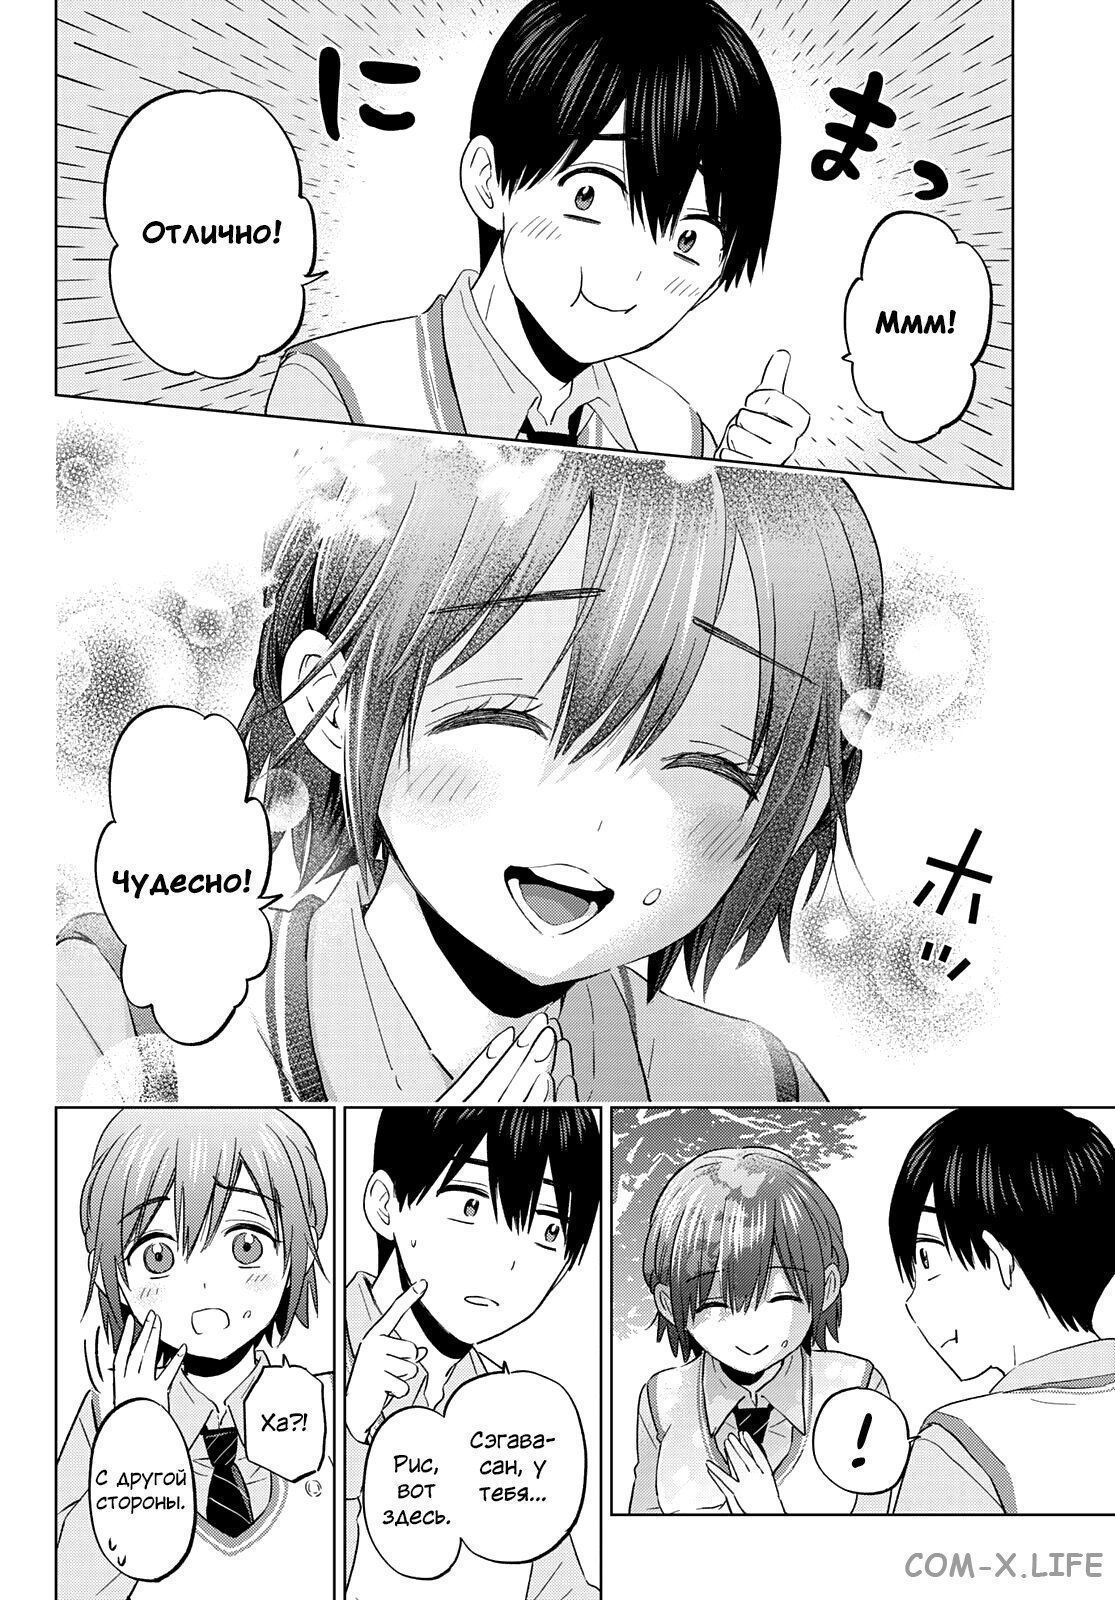 まっ
Ммм!
に
Отлично!
Чудесно!
ホッ
!
Сэгава-
сан, у
тебя...
Рис,
вот
здесь.
Ха?!
С другой
стороны.
COM-X.LIFE